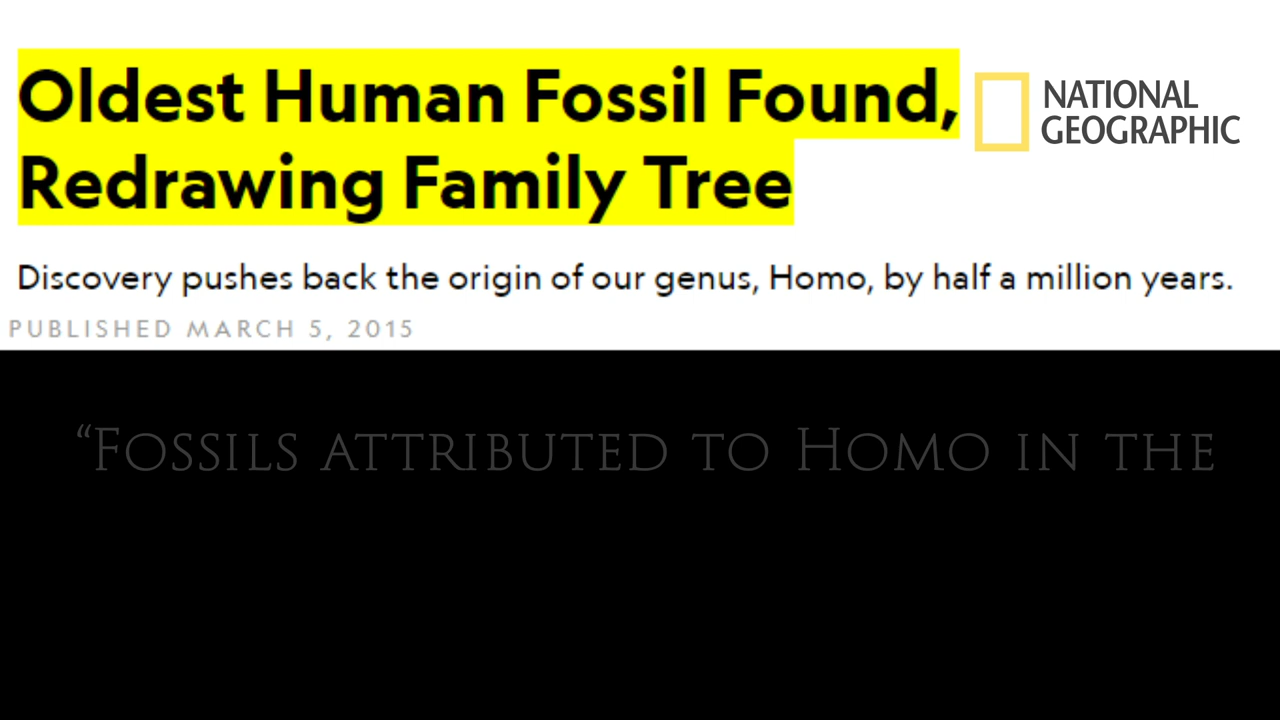 Oldest Human Fossil Found,
Redrawing Family Tree
NATIONAL
GEOGRAPHIC
Discovery pushes back the origin of our genus, Homo, by half a million years.
PUBLISHED MARCH 5, 2015
“Fossils attributed to Homo in the